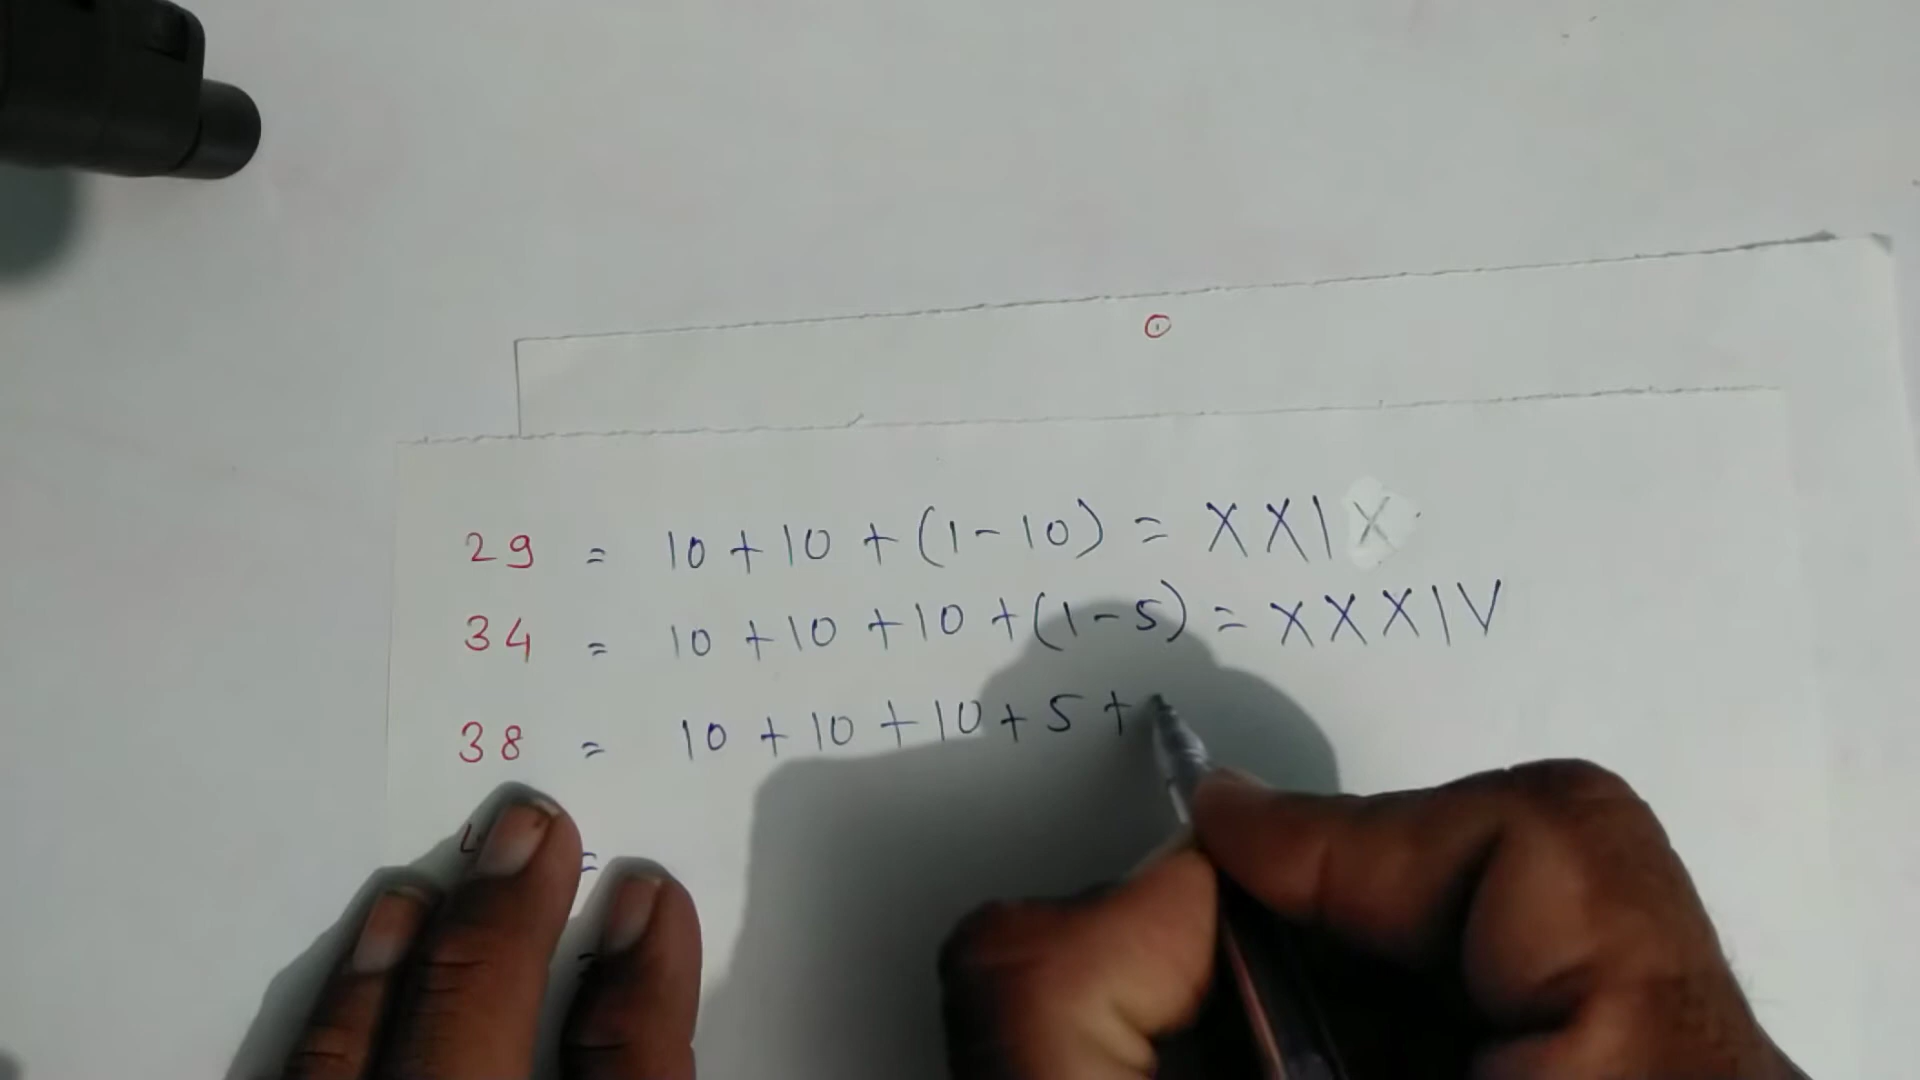 29 = 10 + 10 + (1 - 10) = XXIX
34 = 10 + 10 + 10 + (1 - 5) = XXXIV
38 = 10 + 10 + 10 + 5 +
=
=